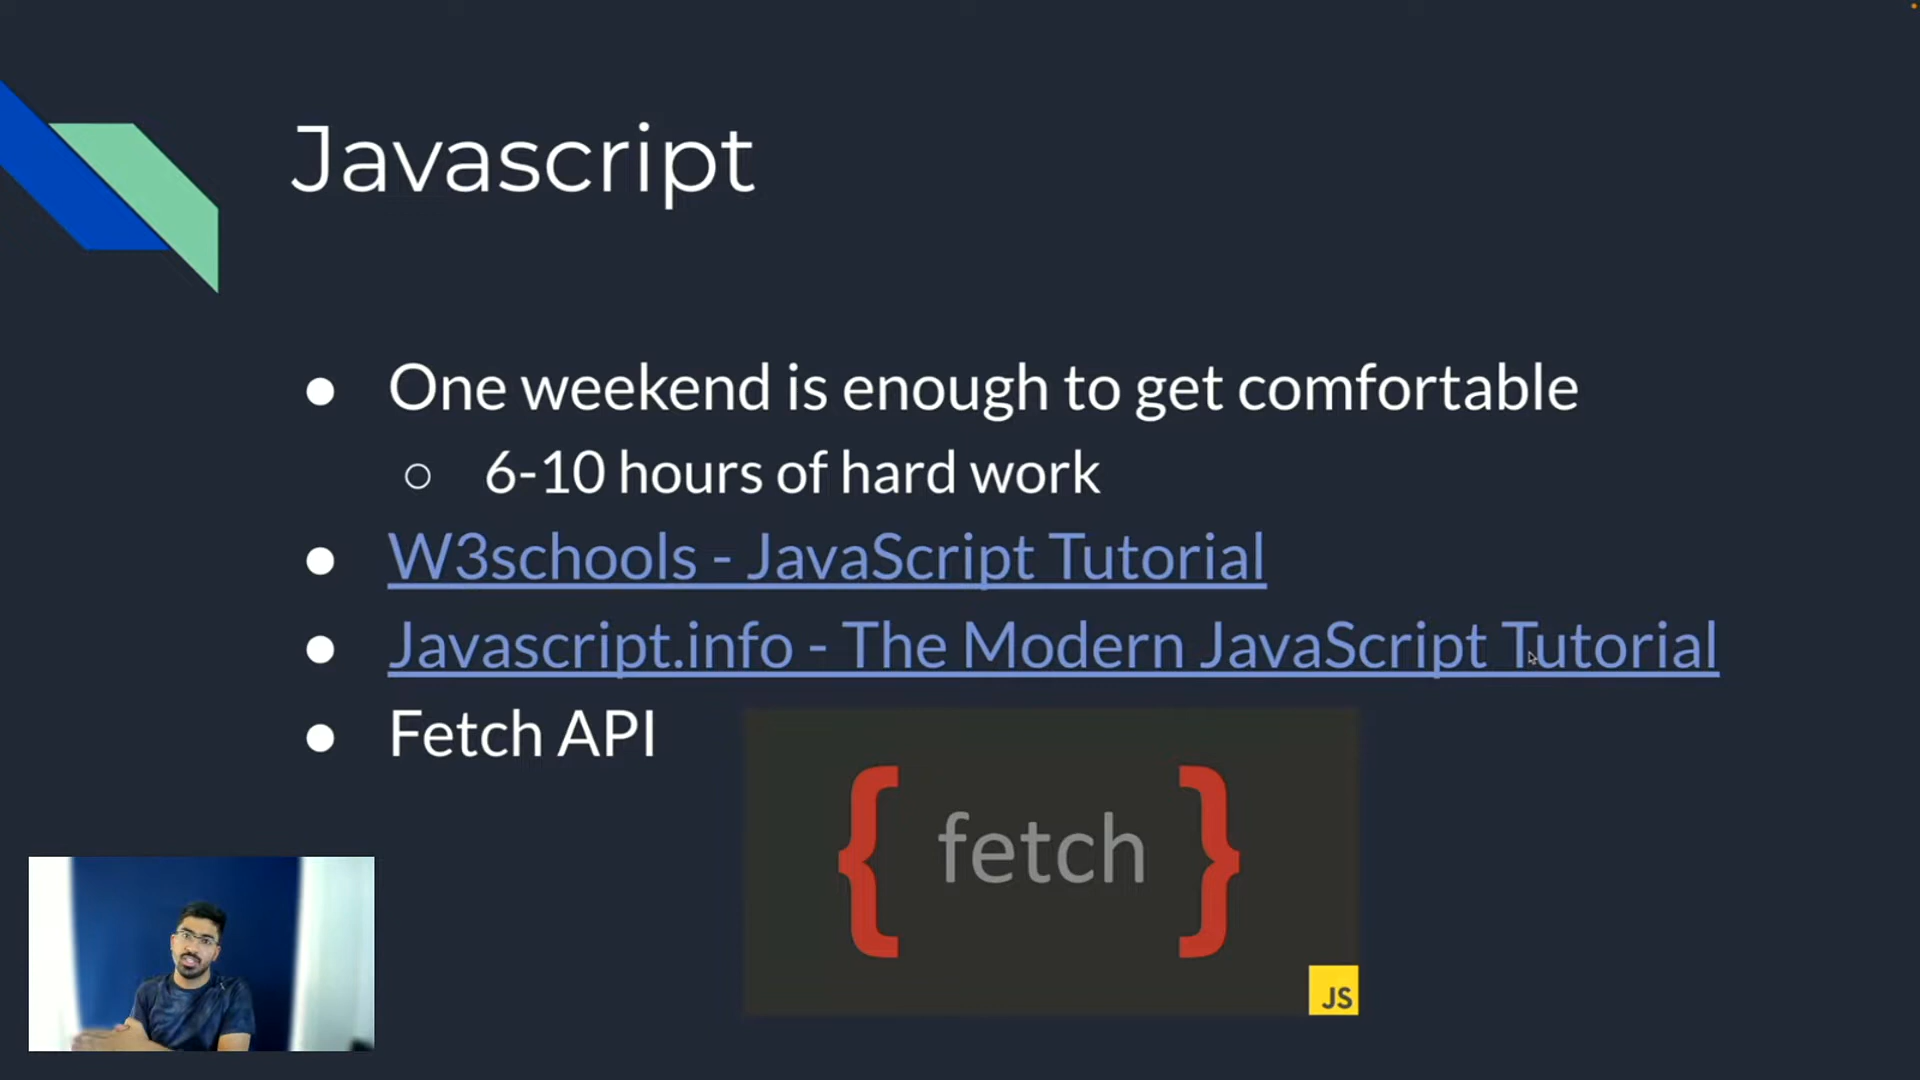 Javascript
One weekend is enough to get comfortable
6-10 hours of hard work
W3schools - JavaScript Tutorial
Javascript.info - The Modern JavaScript Tutorial
Fetch API
{ fetch }
JS